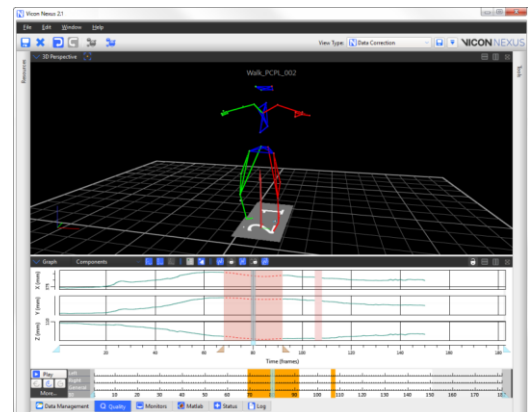 Vicon Nexus 2.1
File Edit Window Help
View Type: Data Correction VICON NEXUS
Resources
3D Perspective
Tools
Walk_PCPL_002
Graph Components
X (mm)
Y (mm)
Z (mm)
20 40 60 80 100 120 140 160 180
Time (frames)
Play
More...
Left
Right
General
10 20 30 40 50 60 70 80 90 100 110 120 130 140 150 160 170
Data Management Quality Monitors Matlab Status Log